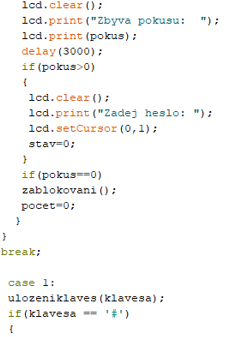 lcd.clear();
lcd.print("Zbyva pokusu:  ");
lcd.print(pokus);
delay(3000);
if(pokus>0)
{
lcd.clear();
lcd.print("Zadej heslo: ");
lcd.setCursor(0,1);
stav=0;
}
if(pokus==0)
zablokovani();
pocet=0;
}
}
break;
case 1:
ulozeniklaves(klavesa);
if(klavesa == '#')
{